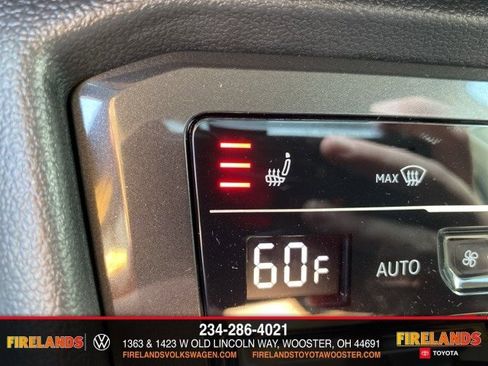 MAX
60F
AUTO
234-286-4021
FIRELANDS
1363 & 1423 W OLD LINCOLN WAY, WOOSTER, OH 44691
FIRELANDSVOLKSWAGEN.COM | FIRELANDSTOYOTAWOOSTER.COM
FIRELANDS
TOYOTA